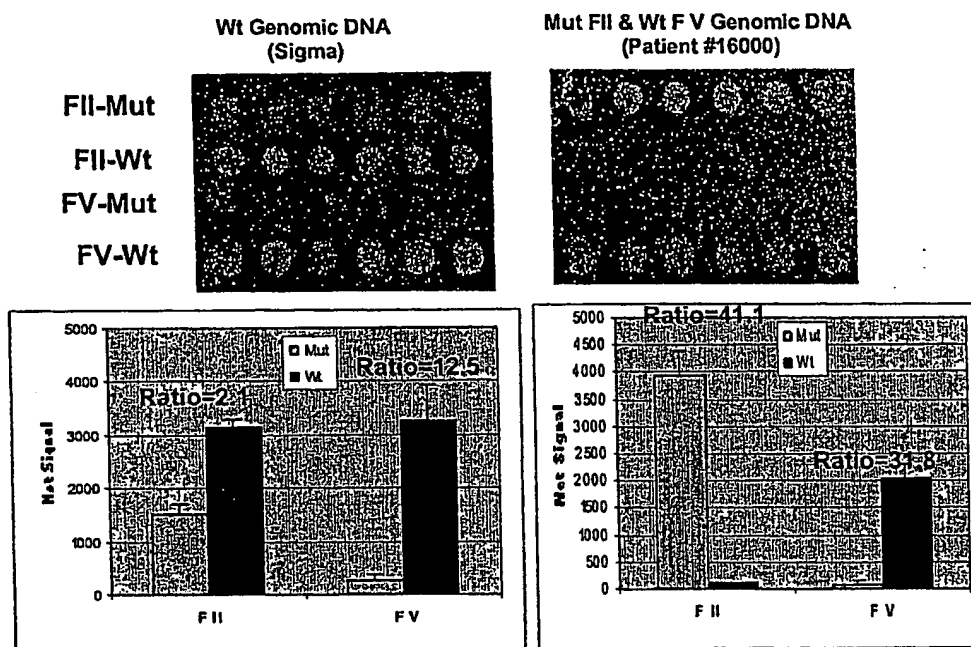 Wt Genomic DNA
(Sigma)
Mut FII & Wt F V Genomic DNA
(Patient #16000)
FII-Mut
FII-Wt
FV-Mut
FV-Wt
5000
4000
3000
2000
1000
0
Mut
Wt
Ratio=2.1
Ratio=12.5
F II
F V
Net Signal
5000
4500
4000
3500
3000
2500
2000
1500
1000
500
0
Ratio=41.1
Mut
Wt
Ratio=31.8
F II
F V